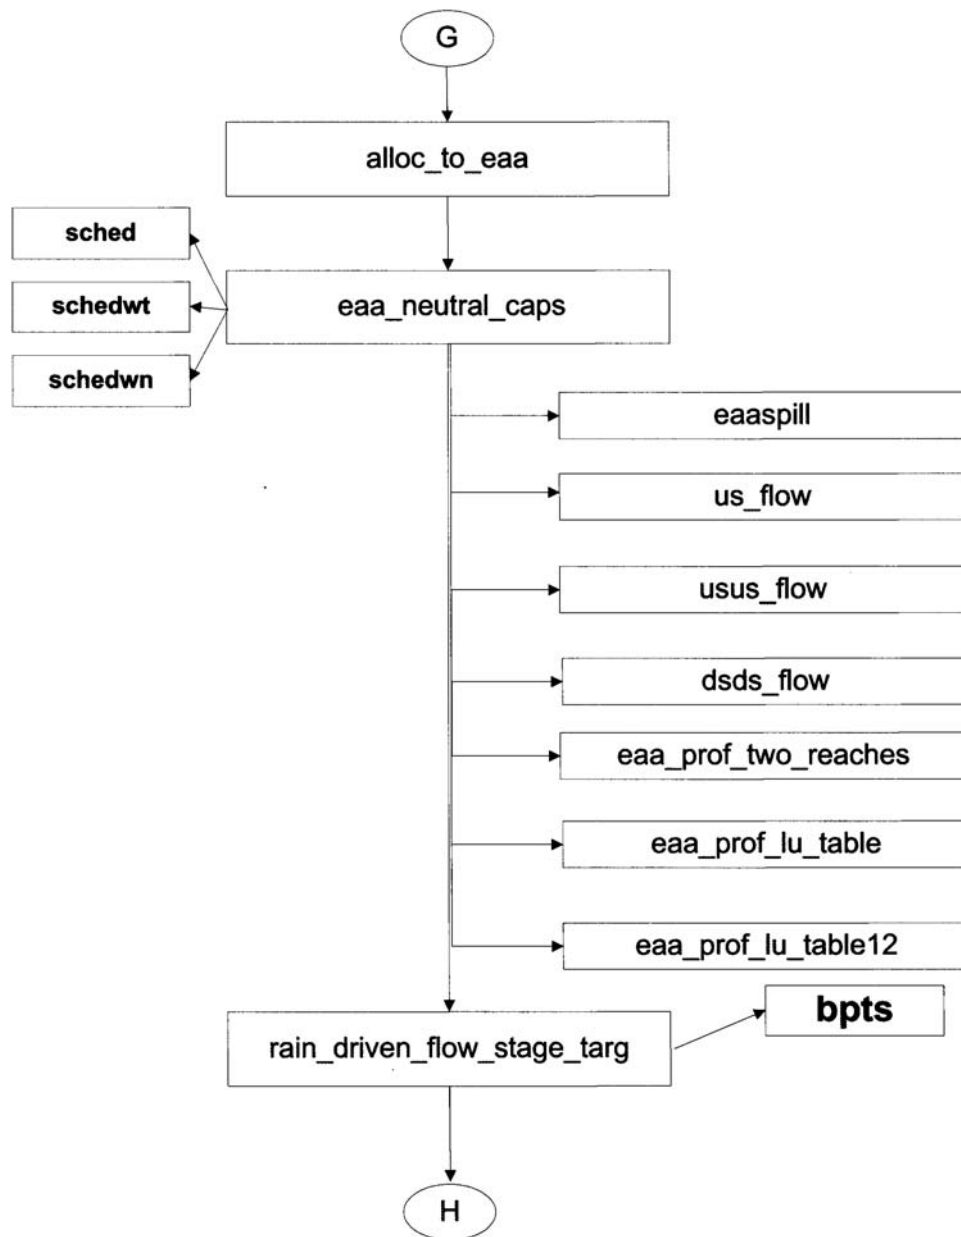 G
alloc_to_eaa
sched
eaa_neutral_caps
schedwt
schedwn
eaaspill
us_flow
usus_flow
dsds_flow
eaa_prof_two_reaches
eaa_prof_lu_table
eaa_prof_lu_table12
bpts
rain_driven_flow_stage_targ
H